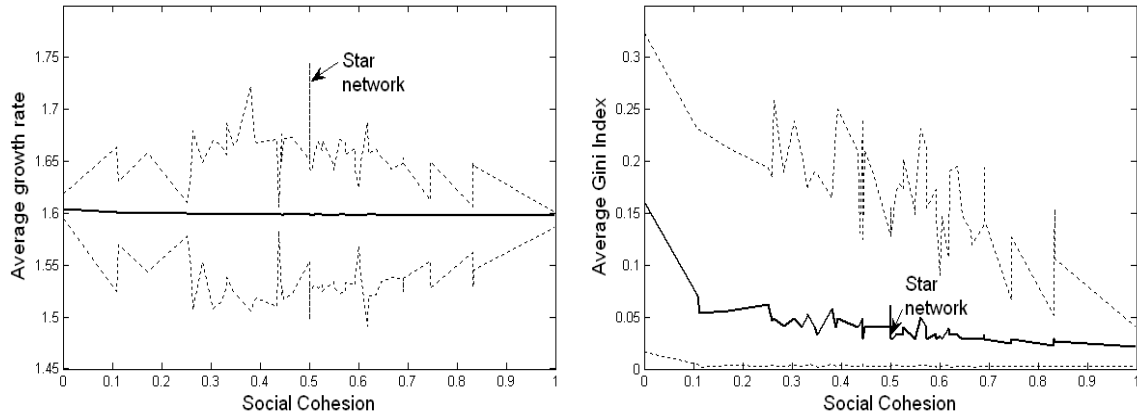 1.75
1.7
1.65
1.6
1.55
1.5
1.45
Average growth rate
0 0.1 0.2 0.3 0.4 0.5 0.6 0.7 0.8 0.9 1
Social Cohesion
Star
network
0.3
0.25
0.2
0.15
0.1
0.05
0
Average Gini Index
0 0.1 0.2 0.3 0.4 0.5 0.6 0.7 0.8 0.9 1
Social Cohesion
Star
network